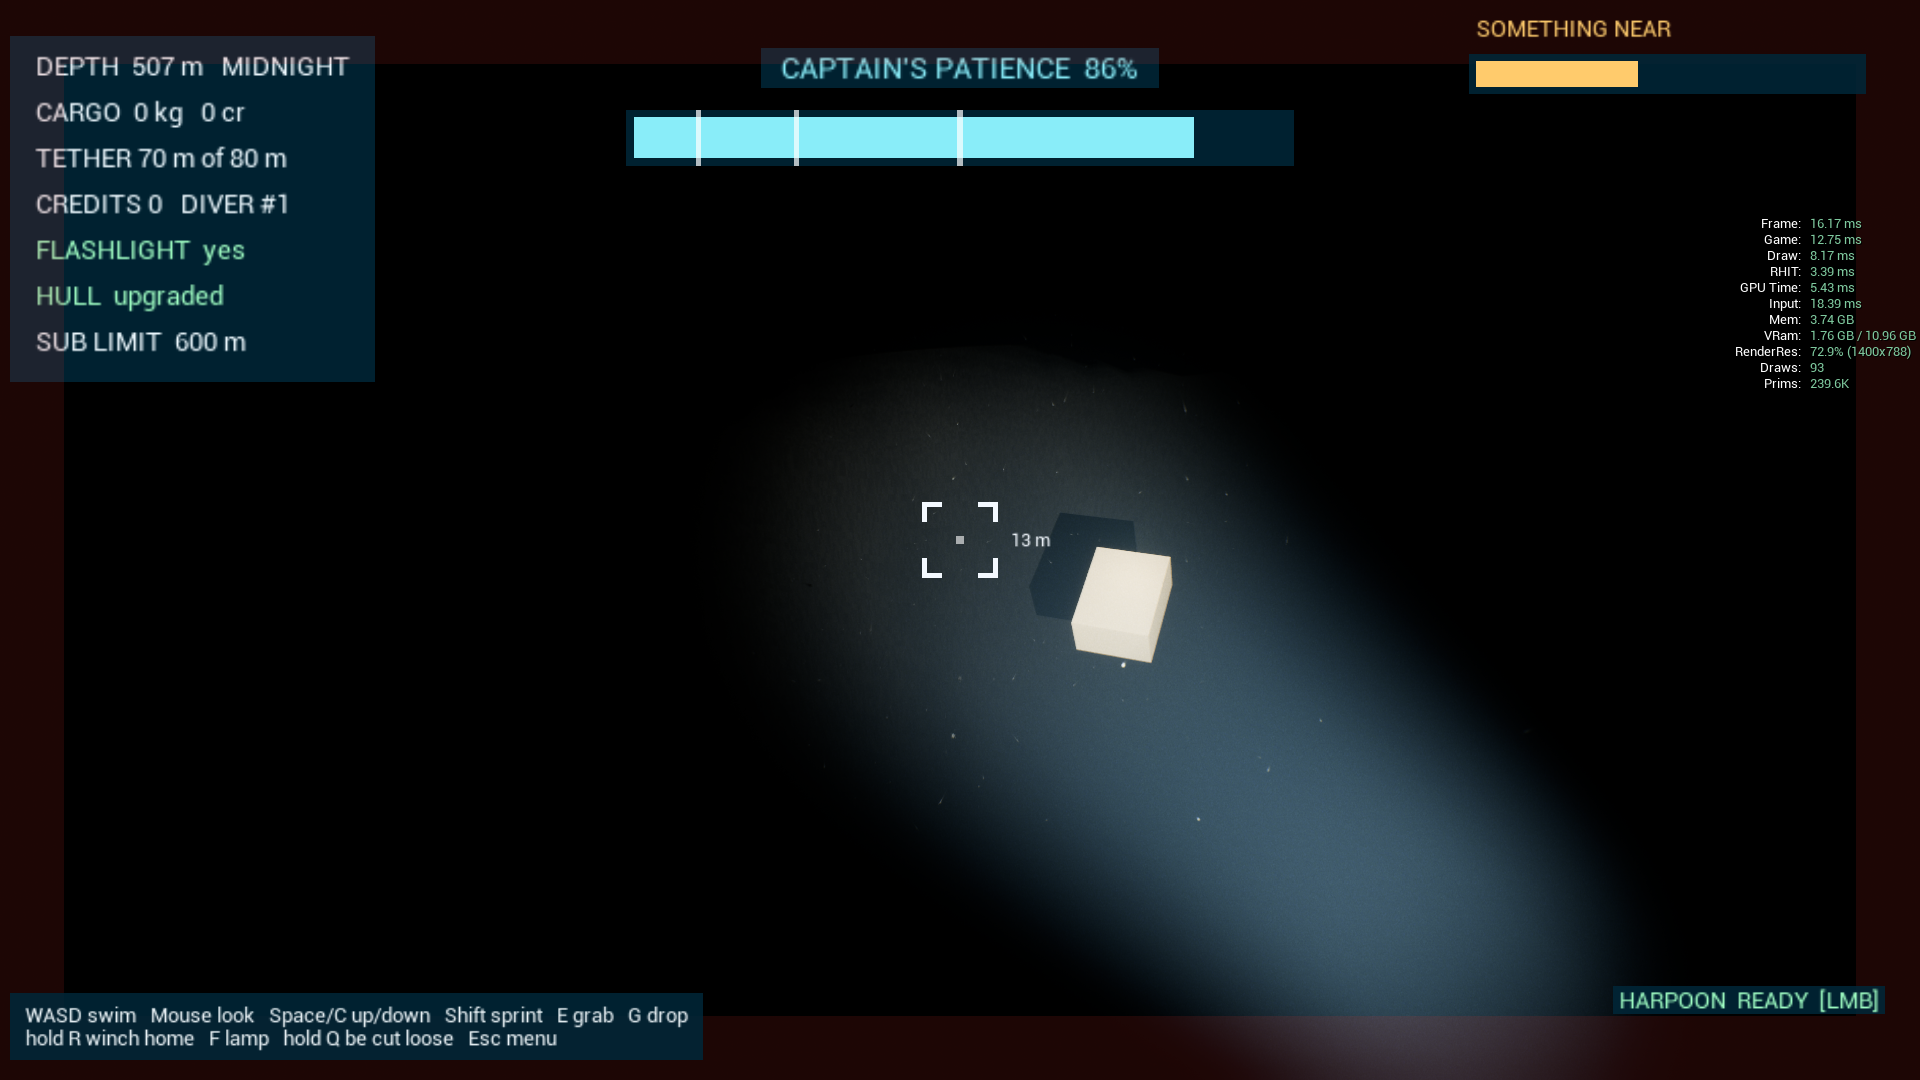 SOMETHING NEAR
DEPTH 507 m MIDNIGHT
CAPTAIN'S PATIENCE 86%
CARGO 0 kg 0 cr
TETHER 70 m of 80 m
CREDITS 0 DIVER #1
FLASHLIGHT yes
HULL upgraded
SUB LIMIT 600 m
Frame: 16.17 ms
Game: 12.75 ms
Draw: 8.17 ms
RHIT: 3.39 ms
GPU Time: 5.43 ms
Input: 18.39 ms
Mem: 3.74 GB
VRam: 1.76 GB / 10.96 GB
RenderRes: 72.9% (1400x788)
Draws: 93
Prims: 239.6K
13 m
HARPOON READY [LMB]
WASD swim Mouse look Space/C up/down Shift sprint E grab G drop
hold R winch home F lamp hold Q be cut loose Esc menu